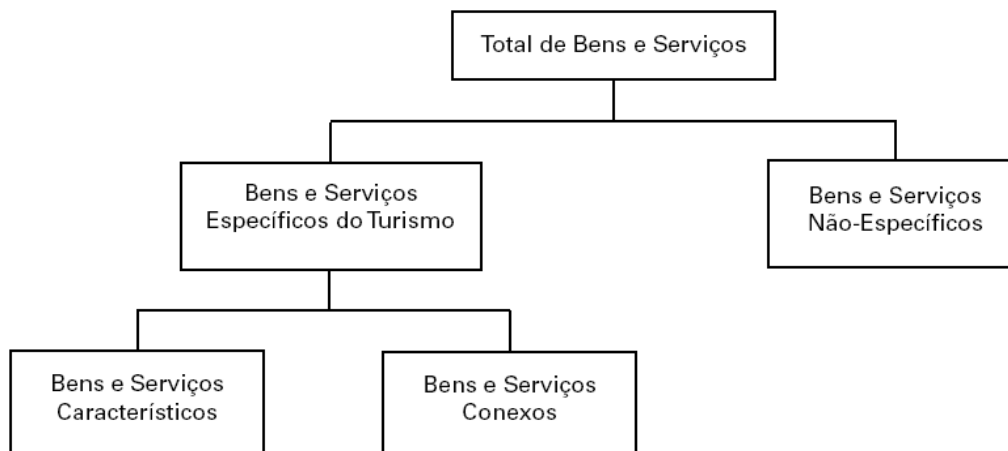 Total de Bens e Serviços
Bens e Serviços
Específicos do Turismo
Bens e Serviços
Não-Específicos
Bens e Serviços
Característicos
Bens e Serviços
Conexos